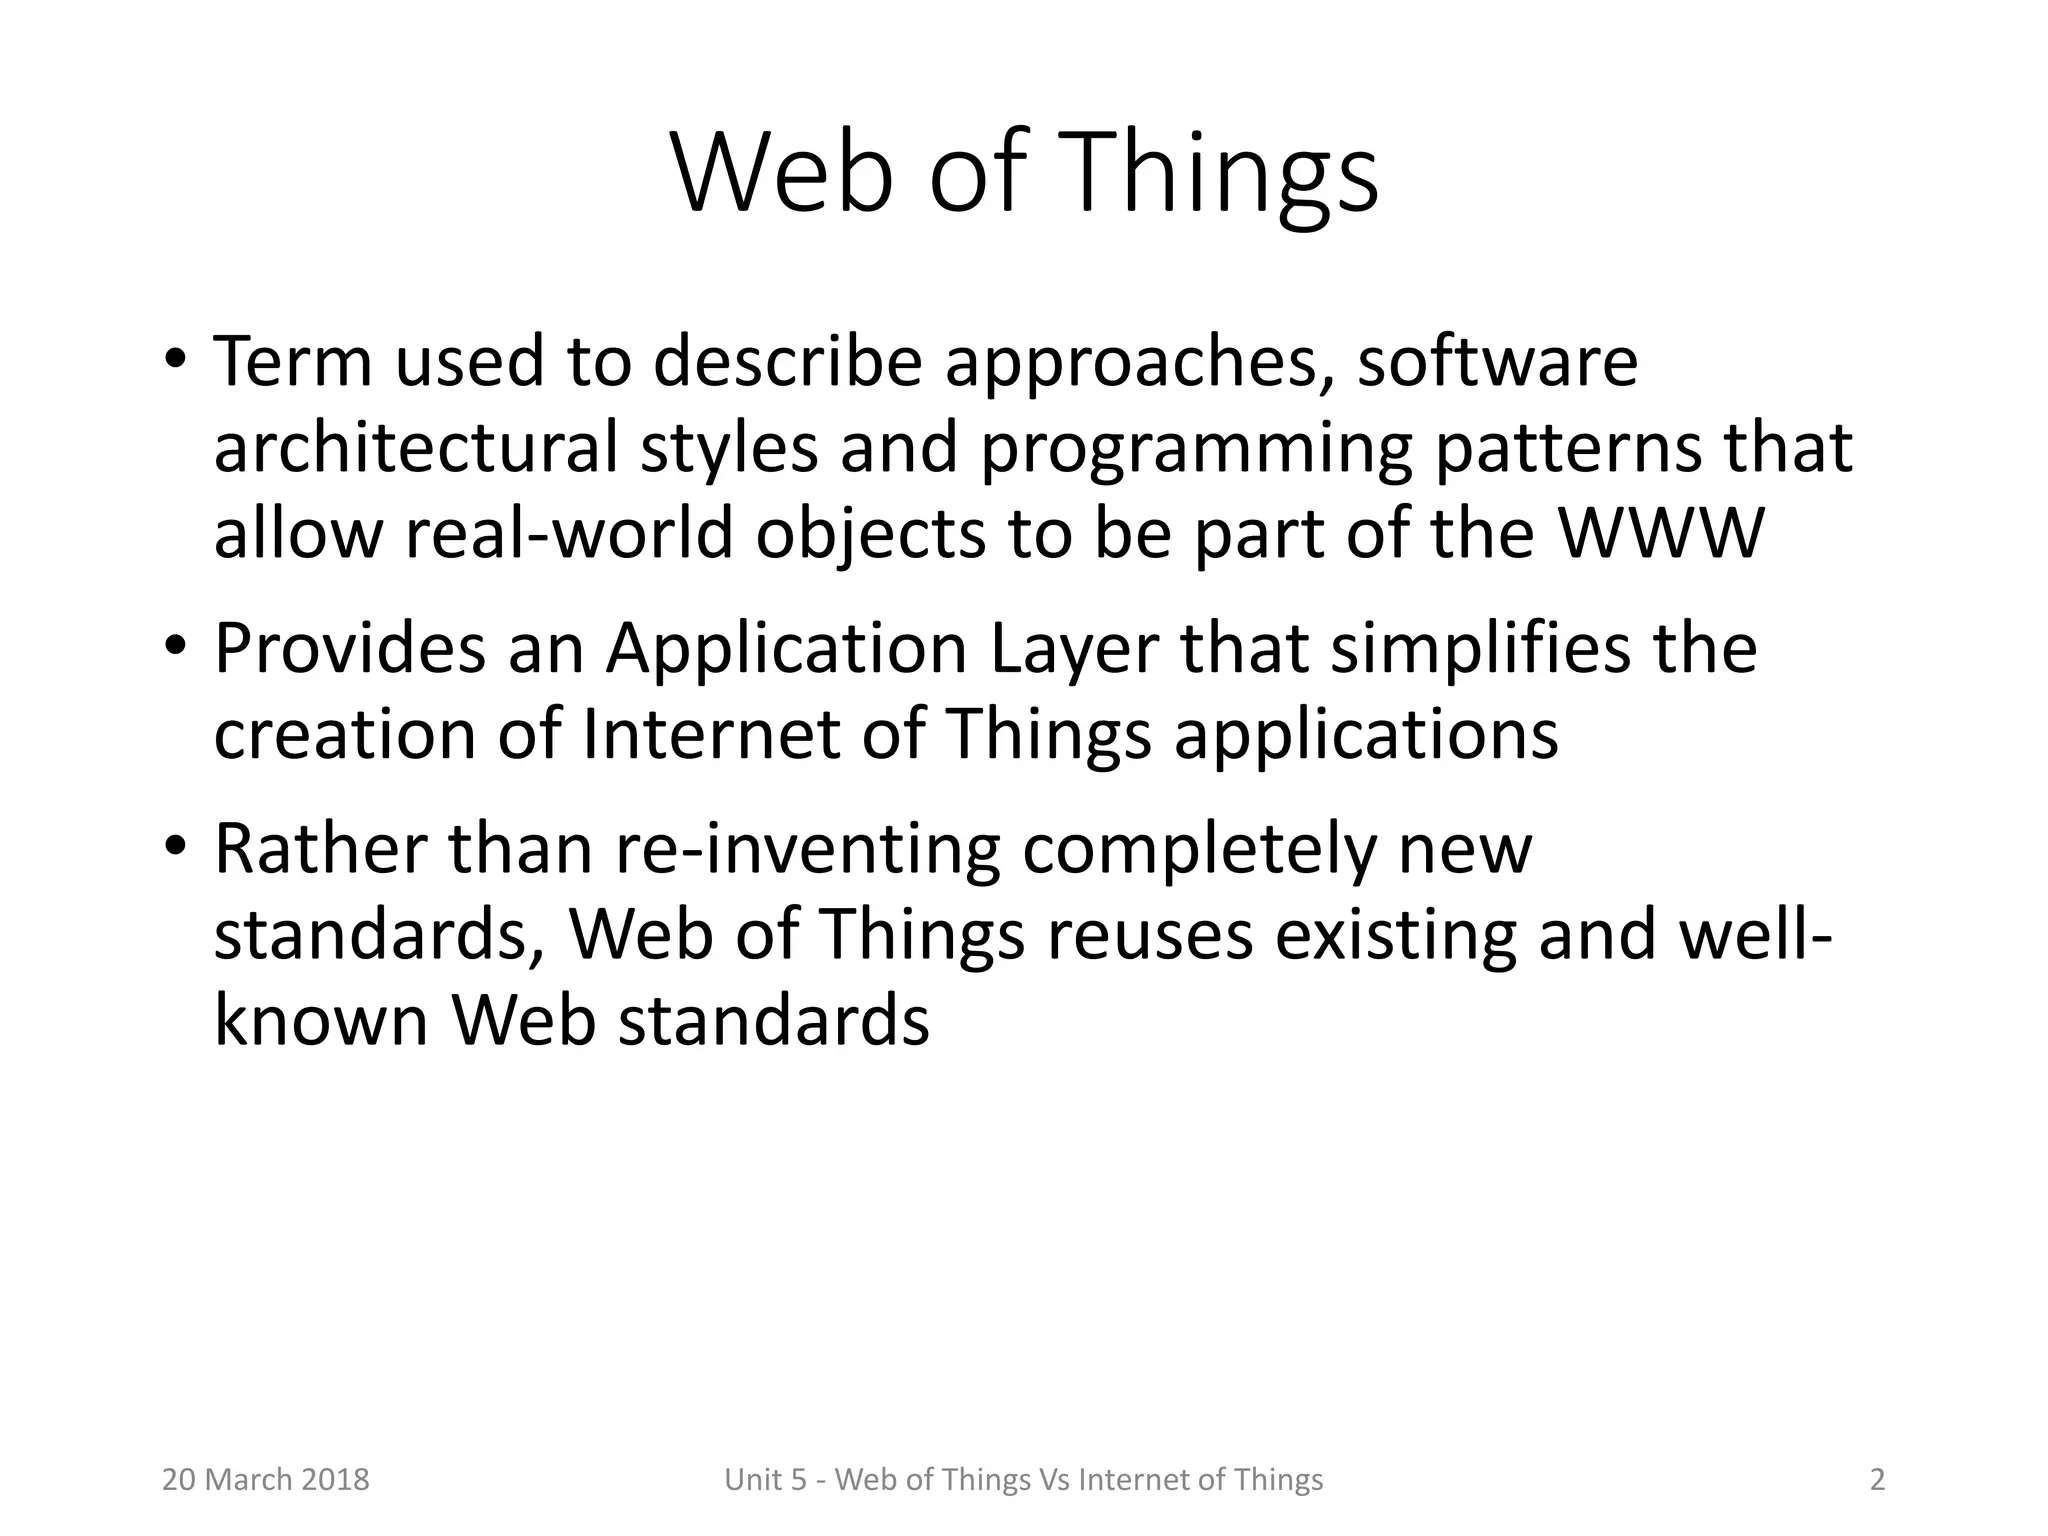 Web of Things
• Term used to describe approaches, software
architectural styles and programming patterns that
allow real-world objects to be part of the WWW
• Provides an Application Layer that simplifies the
creation of Internet of Things applications
• Rather than re-inventing completely new
standards, Web of Things reuses existing and well-
known Web standards
20 March 2018
Unit 5 - Web of Things Vs Internet of Things
2